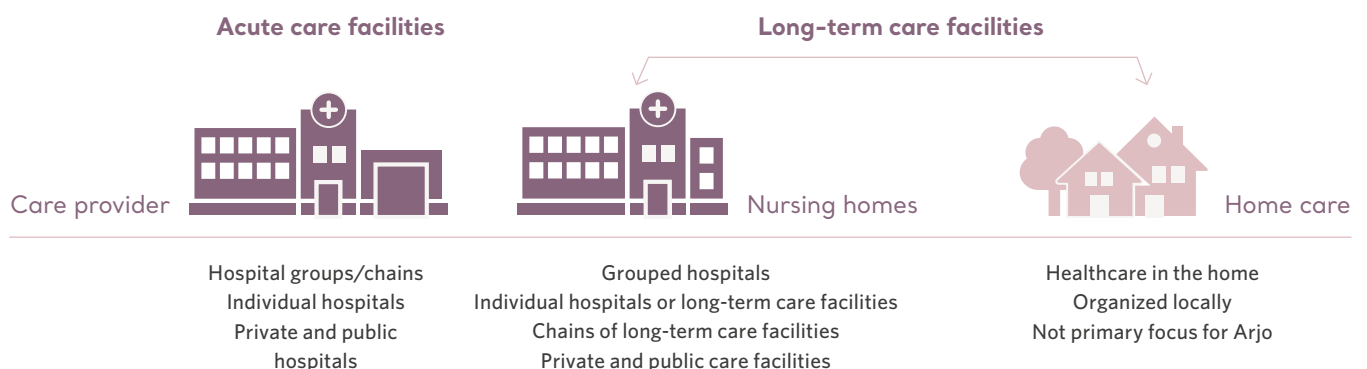 Acute care facilities
Long-term care facilities
Care provider
Nursing homes
Home care
Hospital groups/chains
Individual hospitals
Private and public
hospitals
Grouped hospitals
Individual hospitals or long-term care facilities
Chains of long-term care facilities
Private and public care facilities
Healthcare in the home
Organized locally
Not primary focus for Arjo